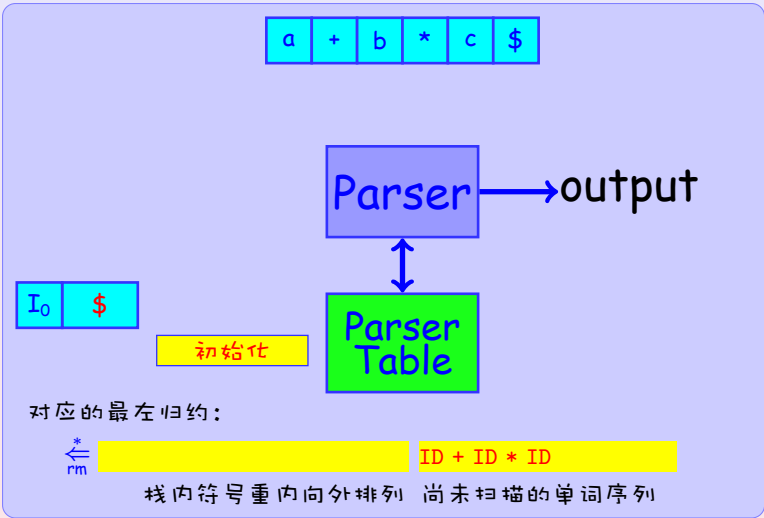 a + b * c $
Parser
output
I₀ $
Parser
Table
初始化
对应的最左归约:
*
⇐
rm
ID + ID * ID
栈内符号重内向外排列 尚未扫描的单词序列